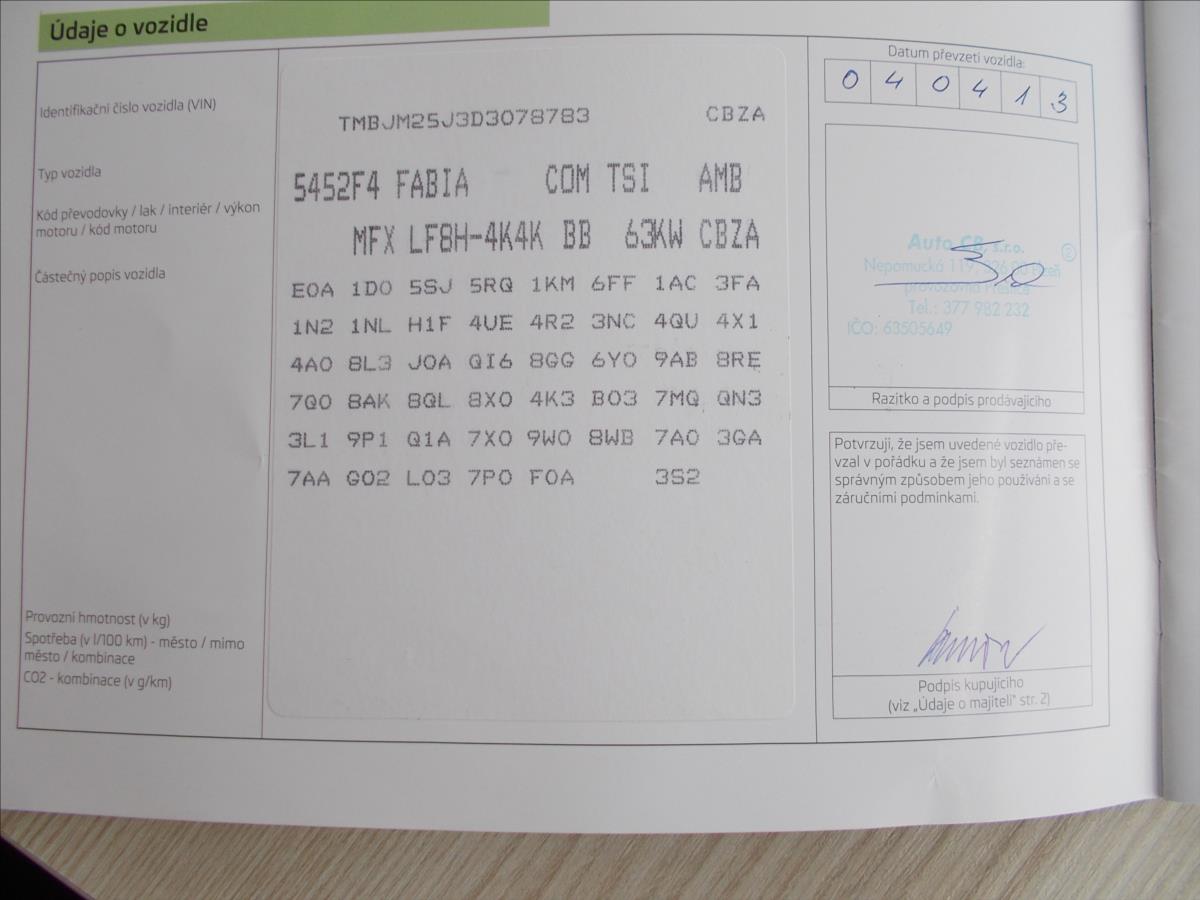 Údaje o vozidle
Identifikační číslo vozidla (VIN)
TMBJM25J3D3078783 CBZA
Typ vozidla
5452F4 FABIA COM TSI AMB
Kód převodovky / lak / interiér / výkon
motoru / kód motoru
MFX LF8H-4K4K BB 63KW CBZA
Částečný popis vozidla
E0A 1D0 5SJ 5RQ 1KM 6FF 1AC 3FA
1N2 1NL H1F 4UE 4R2 3NC 4QU 4X1
4A0 8L3 J0A QI6 8GG 6Y0 9AB 8RE
7Q0 8AK 8QL 8X0 4K3 B03 7MQ QN3
3L1 9P1 Q1A 7X0 9W0 8WB 7A0 3GA
7AA G02 L03 7P0 F0A 3S2
Provozní hmotnost (v kg)
Spotřeba (v l/100 km) - město / mimo
město / kombinace
CO2 - kombinace (v g/km)
Datum převzetí vozidla:
0 4 0 4 1 3
Auto CB, s.r.o.
Nepomucká 119, 326 00 Plzeň
provozovna
Tel.: 377 982 232
IČO: 63505649
Razítko a podpis prodávajícího
Potvrzuji, že jsem uvedené vozidlo pře-
vzal v pořádku a že jsem byl seznámen se
správným způsobem jeho používání a se
záručními podmínkami.
Podpis kupujícího
(viz „Údaje o majiteli" str. 2)